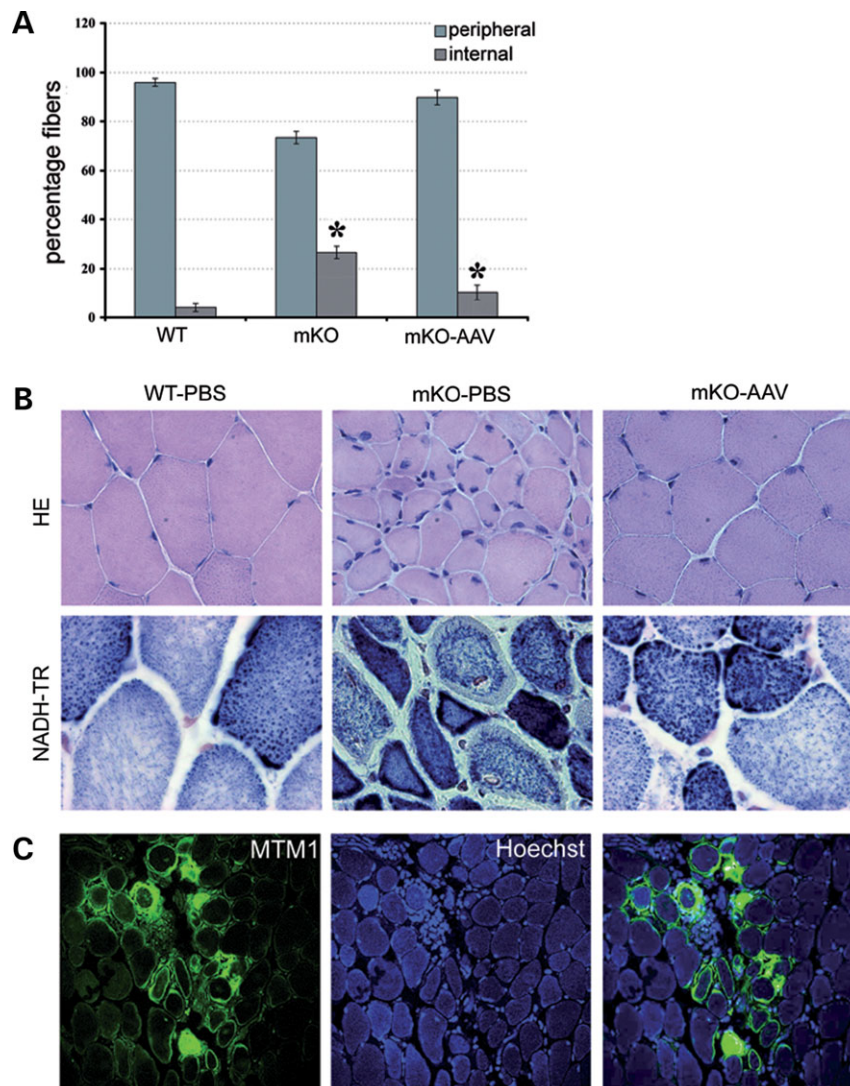 A
percentage fibers
120
100
80
60
40
20
0
peripheral
internal
*
*
WT
mKO
mKO-AAV
B
WT-PBS
mKO-PBS
mKO-AAV
HE
NADH-TR
C
MTM1
Hoechst